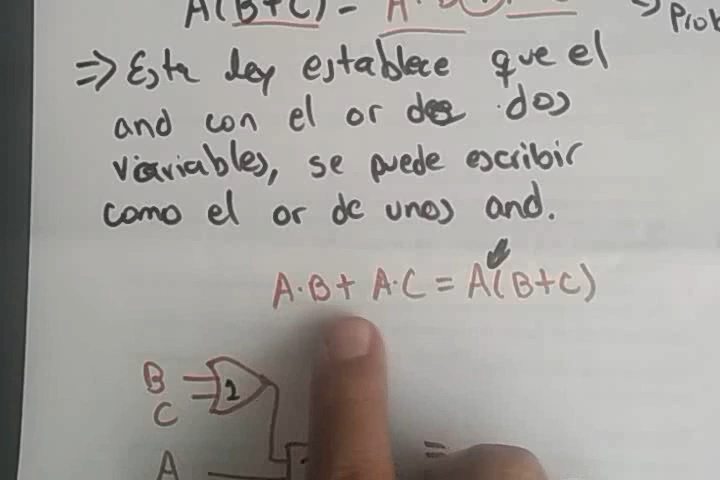 A(B+C) = A·B
Prob
⇒ Esta ley establece que el
and con el or de dos
variables, se puede escribir
como el or de unos and.
A·B + A·C = A(B+C)
B
2
C
A
=